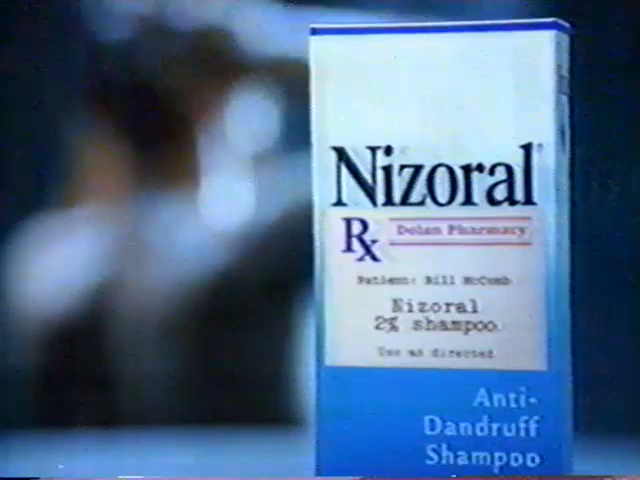 Nizoral®
Rx Dolan Pharmacy
Patient: Bill McComb
Nizoral
2% shampoo
Use as directed
Anti-
Dandruff
Shampoo